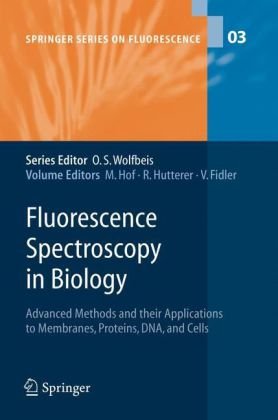 SPRINGER SERIES ON FLUORESCENCE 03
Series Editor O. S. Wolfbeis
Volume Editors M. Hof · R. Hutterer · V. Fidler
Fluorescence
Spectroscopy
in Biology
Advanced Methods and their Applications
to Membranes, Proteins, DNA, and Cells
Springer